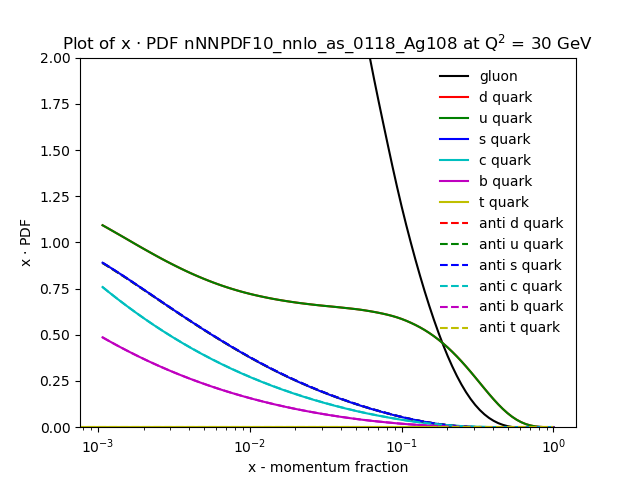 Plot of x · PDF nNNPDF10_nnlo_as_0118_Ag108 at Q² = 30 GeV
x · PDF
2.00
1.75
1.50
1.25
1.00
0.75
0.50
0.25
0.00
gluon
d quark
u quark
s quark
c quark
b quark
t quark
anti d quark
anti u quark
anti s quark
anti c quark
anti b quark
anti t quark
10⁻³ 10⁻² 10⁻¹ 10⁰
x - momentum fraction